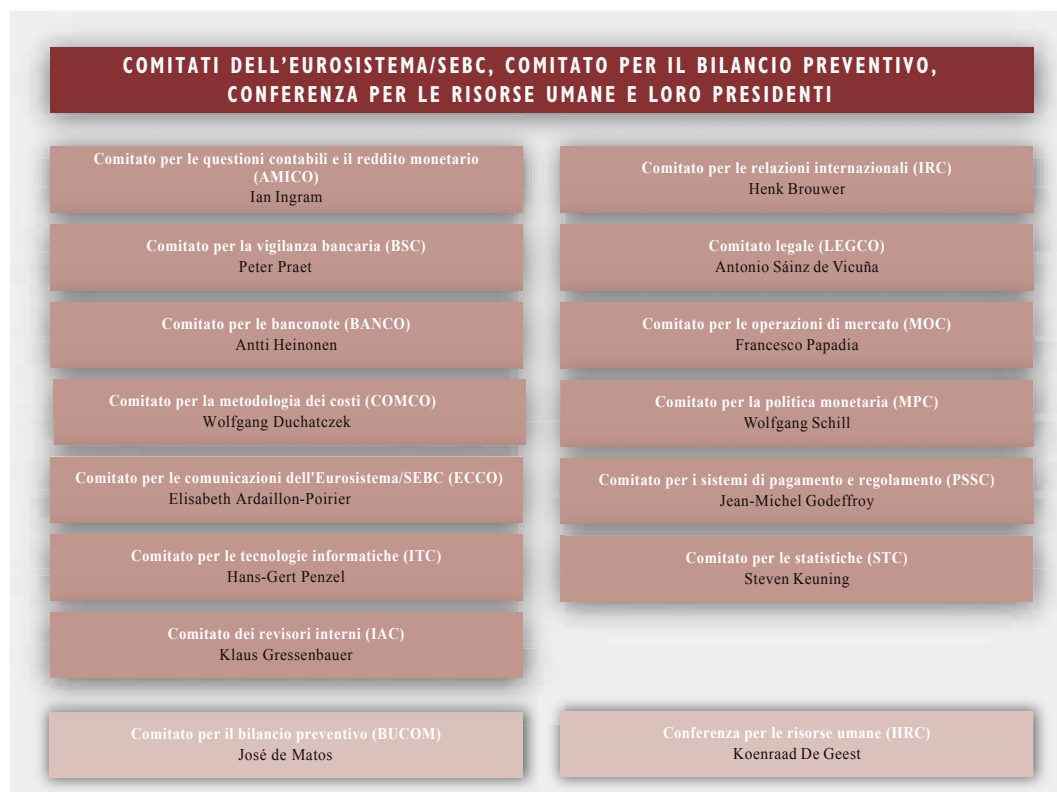 COMITATI DELL’EUROSISTEMA/SEBC, COMITATO PER IL BILANCIO PREVENTIVO,
CONFERENZA PER LE RISORSE UMANE E LORO PRESIDENTI
Comitato per le questioni contabili e il reddito monetario
(AMICO)
Ian Ingram
Comitato per la vigilanza bancaria (BSC)
Peter Praet
Comitato per le banconote (BANCO)
Antti Heinonen
Comitato per la metodologia dei costi (COMCO)
Wolfgang Duchatczek
Comitato per le comunicazioni dell'Eurosistema/SEBC (ECCO)
Elisabeth Ardaillon-Poirier
Comitato per le tecnologie informatiche (ITC)
Hans-Gert Penzel
Comitato dei revisori interni (IAC)
Klaus Gressenbauer
Comitato per il bilancio preventivo (BUCOM)
José de Matos
Comitato per le relazioni internazionali (IRC)
Henk Brouwer
Comitato legale (LEGCO)
Antonio Sáinz de Vicuña
Comitato per le operazioni di mercato (MOC)
Francesco Papadia
Comitato per la politica monetaria (MPC)
Wolfgang Schill
Comitato per i sistemi di pagamento e regolamento (PSSC)
Jean-Michel Godeffroy
Comitato per le statistiche (STC)
Steven Keuning
Conferenza per le risorse umane (HRC)
Koenraad De Geest